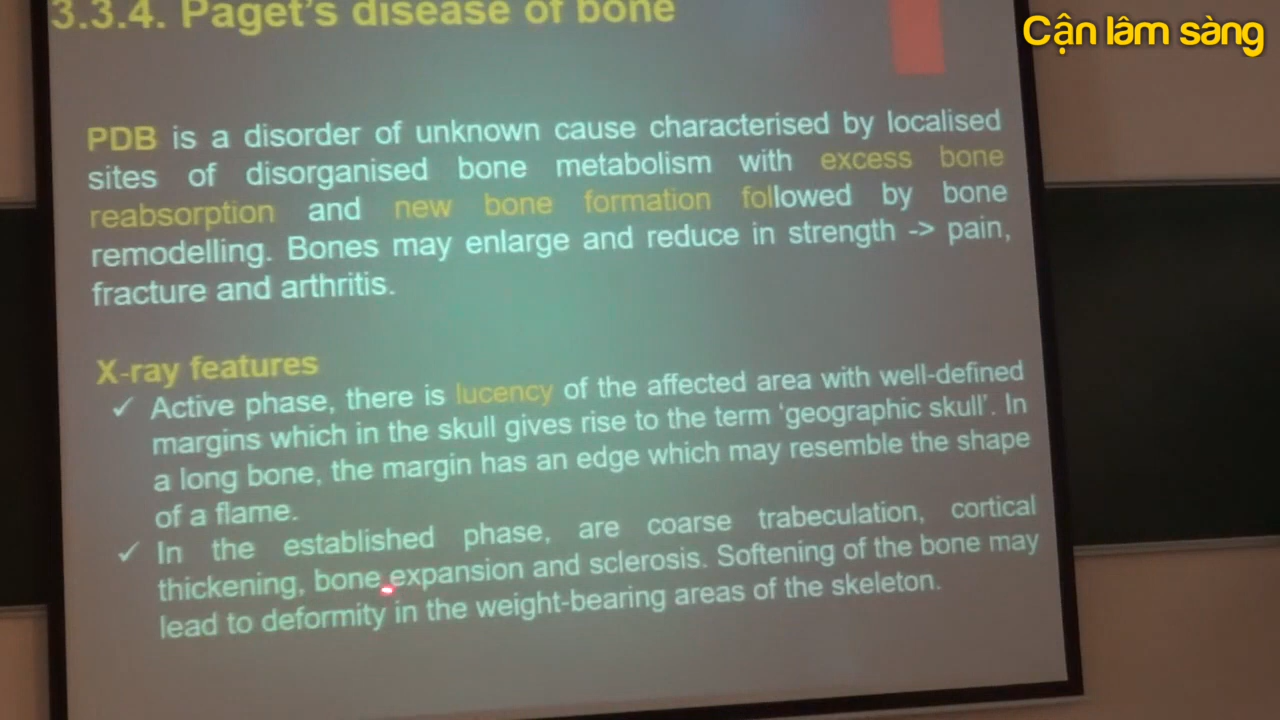 3.3.4. Paget's disease of bone
Cận lâm sàng
PDB is a disorder of unknown cause characterised by localised
sites of disorganised bone metabolism with excess bone
reabsorption and new bone formation followed by bone
remodelling. Bones may enlarge and reduce in strength -> pain,
fracture and arthritis.
X-ray features
✓ Active phase, there is lucency of the affected area with well-defined
margins which in the skull gives rise to the term 'geographic skull'. In
a long bone, the margin has an edge which may resemble the shape
of a flame.
✓ In the established phase, are coarse trabeculation, cortical
thickening, bone expansion and sclerosis. Softening of the bone may
lead to deformity in the weight-bearing areas of the skeleton.